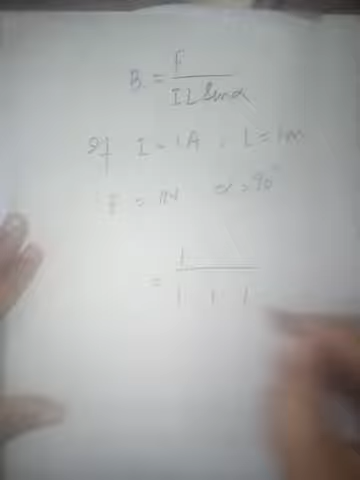 B = F / IL sinα
If I = 1A , L = 1m
F = 1N α = 90°
= 1 / 1 1 1